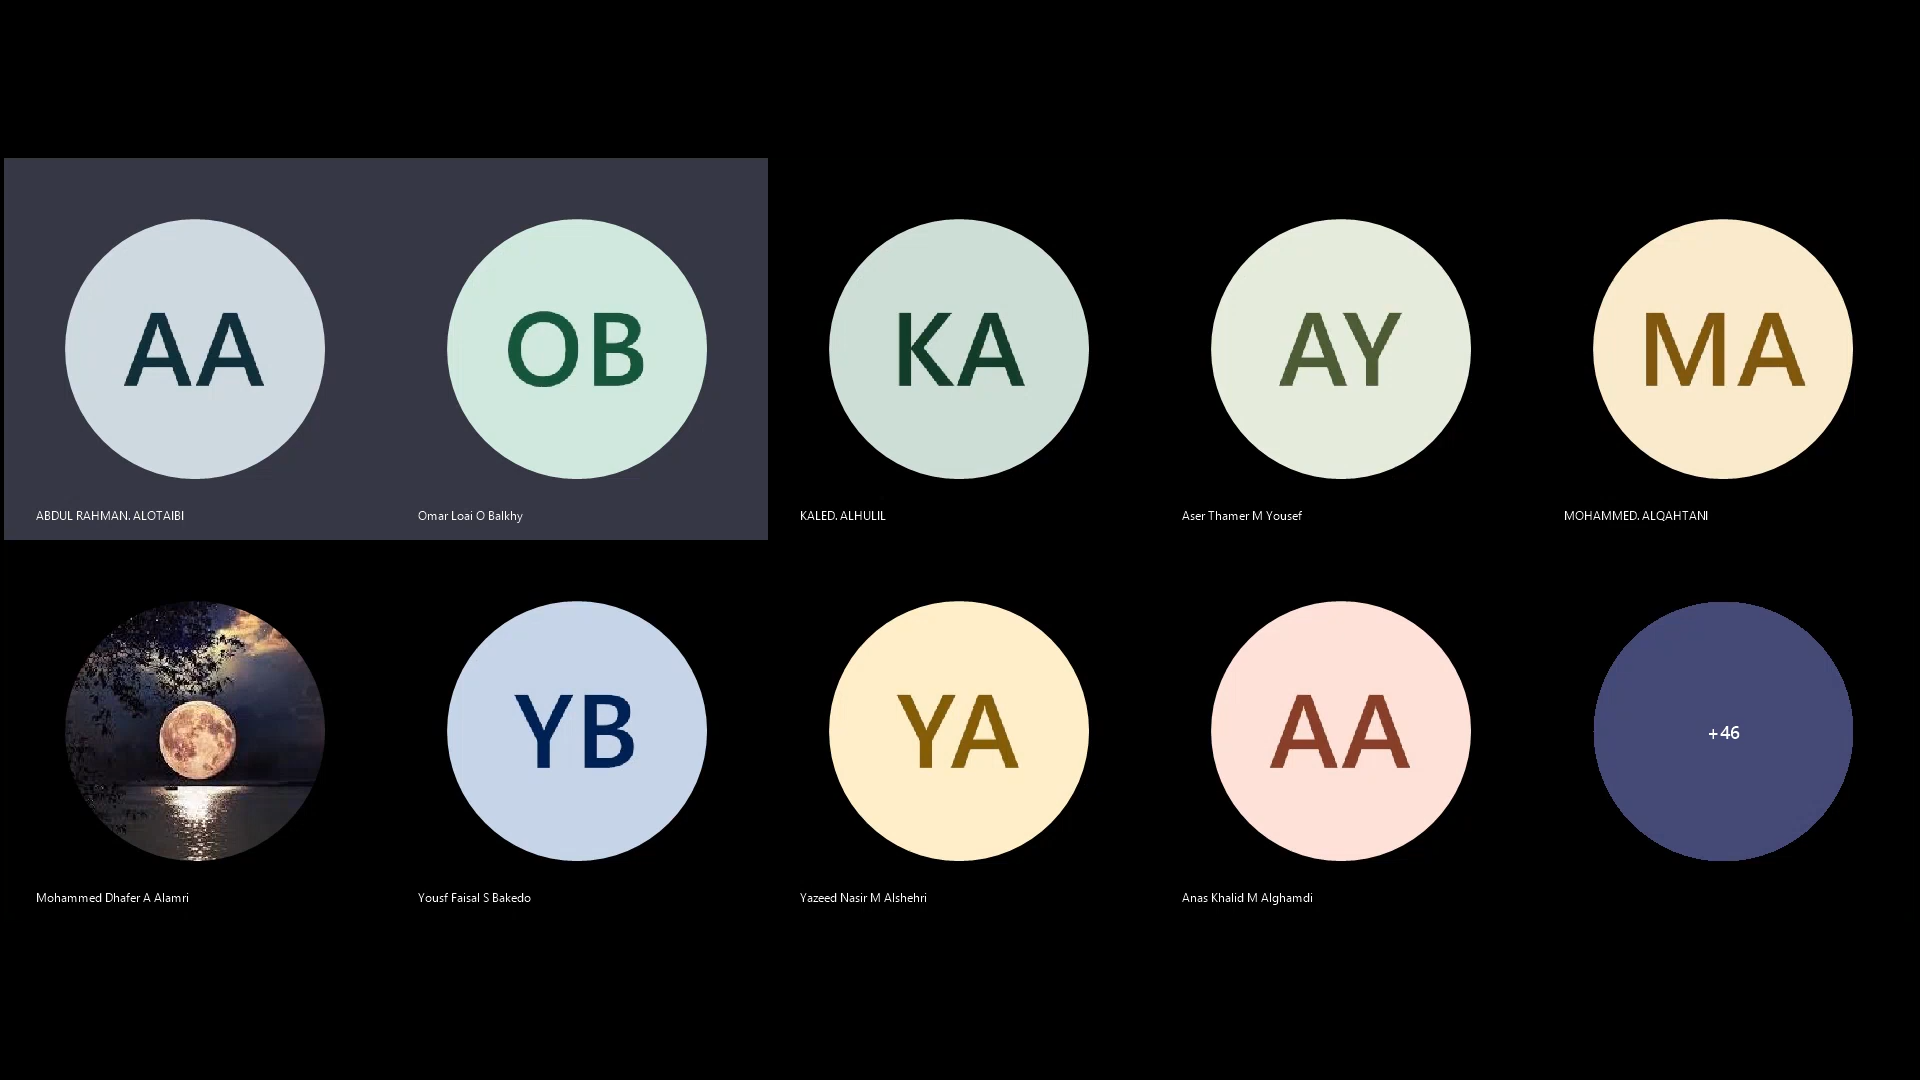 AA
OB
KA
AY
MA
ABDUL RAHMAN. ALOTAIBI
Omar Loai O Balkhy
KALED. ALHULIL
Aser Thamer M Yousef
MOHAMMED. ALQAHTANI
YB
YA
AA
+46
Mohammed Dhafer A Alamri
Yousf Faisal S Bakedo
Yazeed Nasir M Alshehri
Anas Khalid M Alghamdi